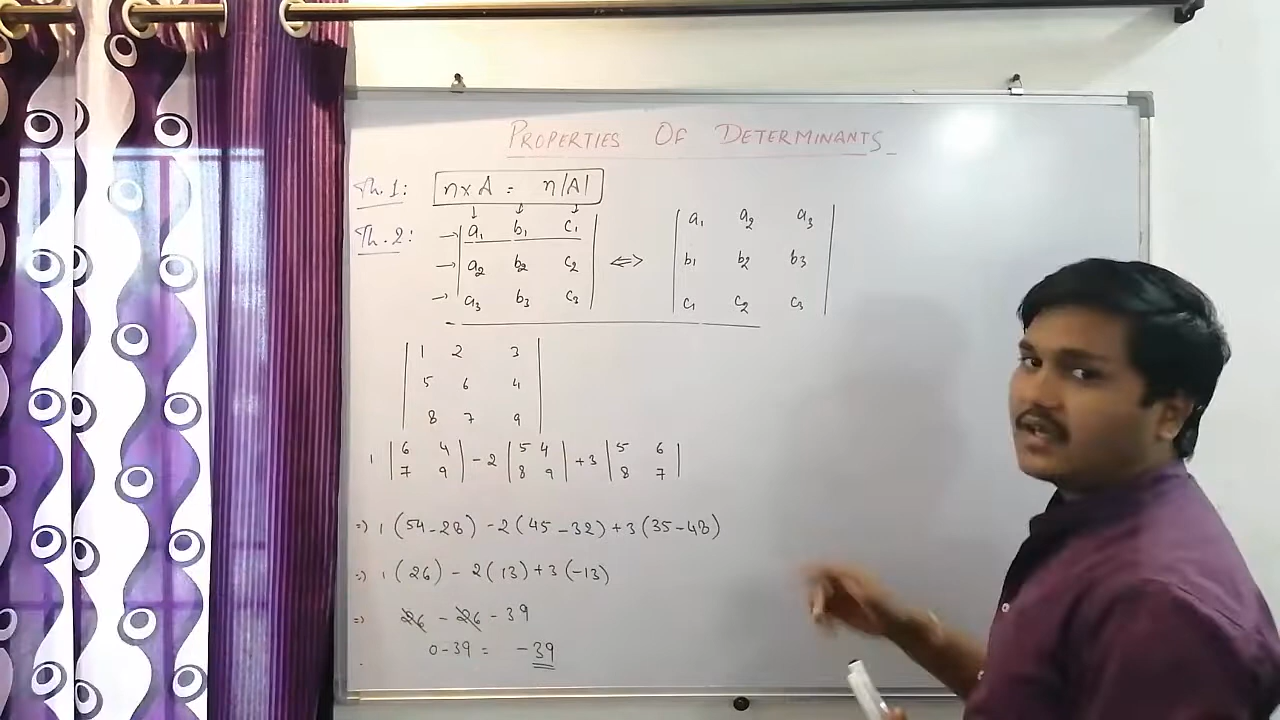 PROPERTIES OF DETERMINANTS
Th.1: n×A = n|A|
Th.2: → | a₁ b₁ c₁ | | a₁ a₂ a₃ |
→ | a₂ b₂ c₂ | ⇔ | b₁ b₂ b₃ |
→ | a₃ b₃ c₃ | | c₁ c₂ c₃ |
| 1 2 3 |
| 5 6 4 |
| 8 7 9 |
1 | 6 4 | - 2 | 5 4 | + 3 | 5 6 |
| 7 9 | | 8 9 | | 8 7 |
⇒ 1 (54-28) - 2 (45-32) + 3 (35-48)
⇒ 1 (26) - 2 (13) + 3 (-13)
⇒ 26 - 26 - 39
0-39 = -39